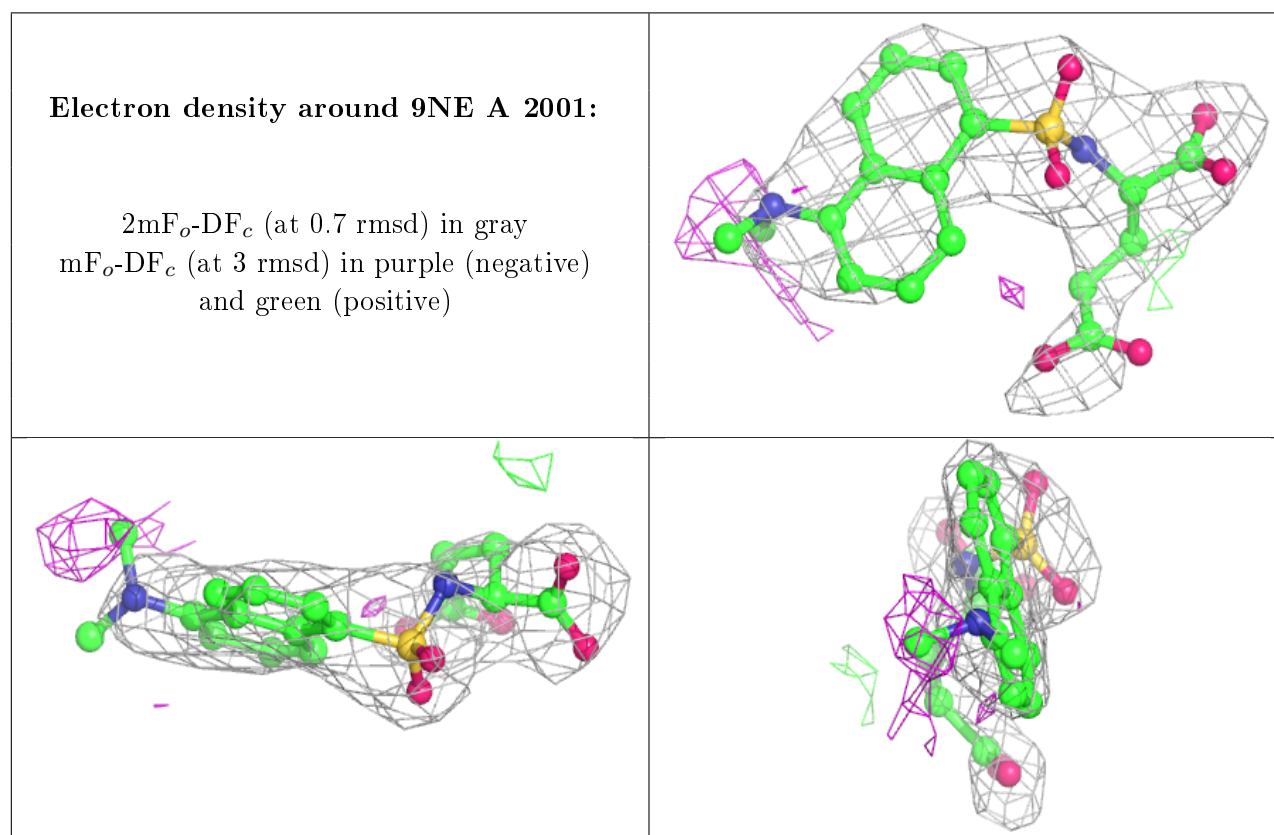 Electron density around 9NE A 2001:
2mFo-DFc (at 0.7 rmsd) in gray
mFo-DFc (at 3 rmsd) in purple (negative)
and green (positive)